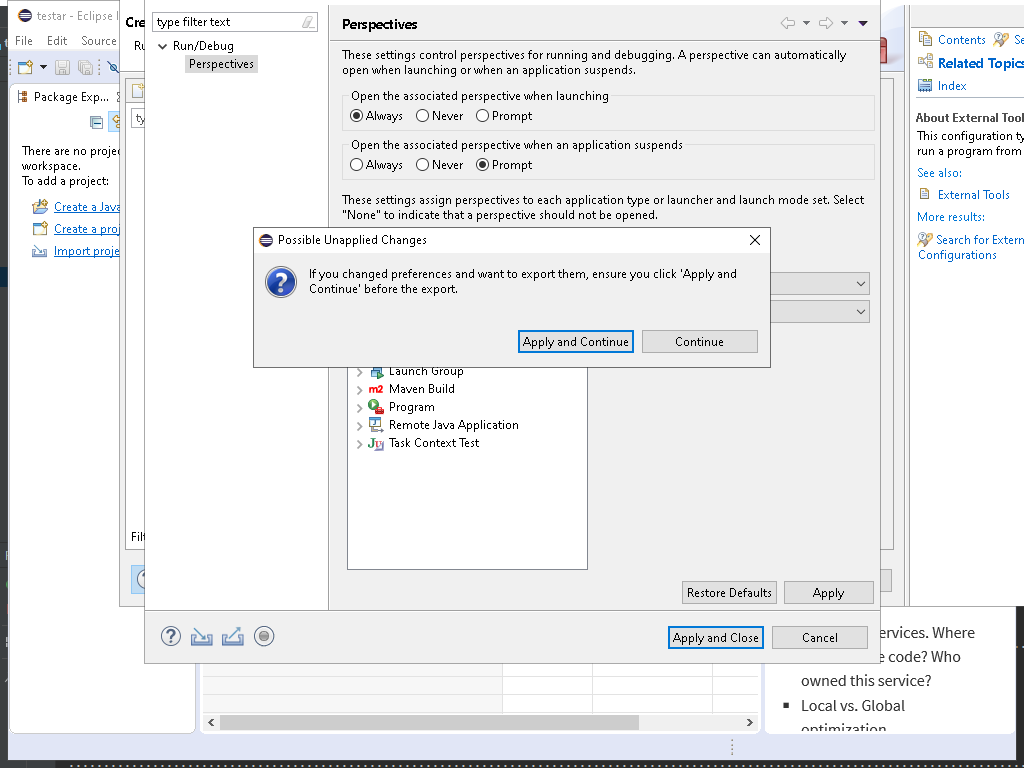 testar - Eclipse I
File Edit Source
Package Exp...
There are no proje
workspace.
To add a project:
Create a Java
Create a proj
Import proje
Cre
Ru
ty
Filt
type filter text
Run/Debug
Perspectives
Perspectives
These settings control perspectives for running and debugging. A perspective can automatically
open when launching or when an application suspends.
Open the associated perspective when launching
Always Never Prompt
Open the associated perspective when an application suspends
Always Never Prompt
These settings assign perspectives to each application type or launcher and launch mode set. Select
"None" to indicate that a perspective should not be opened.
Possible Unapplied Changes
If you changed preferences and want to export them, ensure you click 'Apply and
Continue' before the export.
Apply and Continue Continue
Launch Group
m2 Maven Build
Program
Remote Java Application
Ju Task Context Test
Restore Defaults Apply
Apply and Close Cancel
Contents Se
Related Topics
Index
About External Tool
This configuration ty
run a program from
See also:
External Tools
More results:
Search for Extern
Configurations
ervices. Where
e code? Who
owned this service?
▪ Local vs. Global
optimization